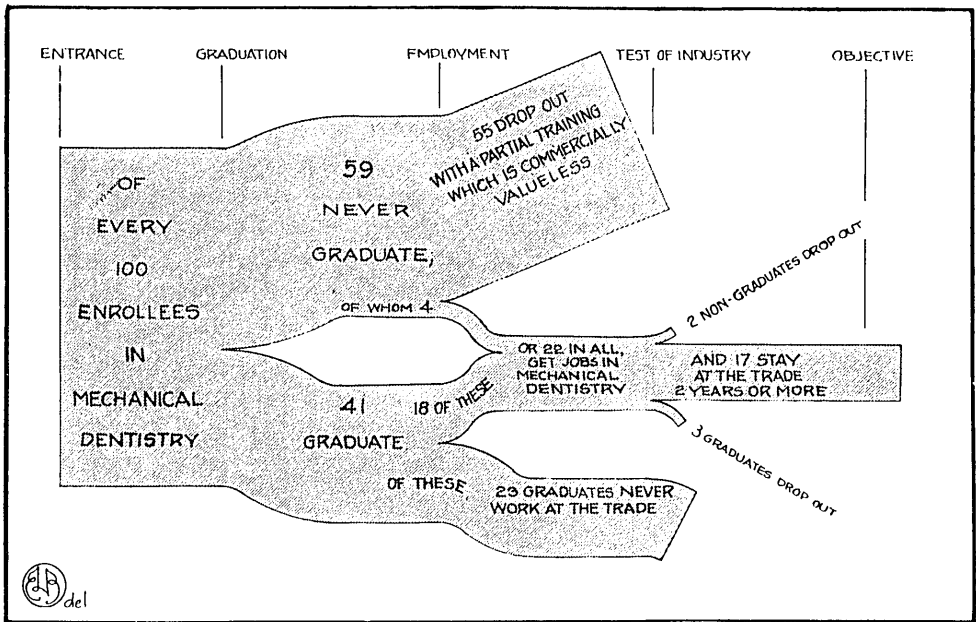 ENTRANCE
GRADUATION
EMPLOYMENT
TEST OF INDUSTRY
OBJECTIVE
OF
EVERY
100
ENROLLEES
IN
MECHANICAL
DENTISTRY
59
NEVER
GRADUATE,
OF WHOM 4
55 DROP OUT
WITH A PARTIAL TRAINING
WHICH IS COMMERCIALLY
VALUELESS
41
GRADUATE,
18 OF THESE
OF THESE,
OR 22 IN ALL,
GET JOBS IN
MECHANICAL
DENTISTRY
23 GRADUATES NEVER
WORK AT THE TRADE
2 NON-GRADUATES DROP OUT
AND 17 STAY
AT THE TRADE
2 YEARS OR MORE
3 GRADUATES DROP OUT
del